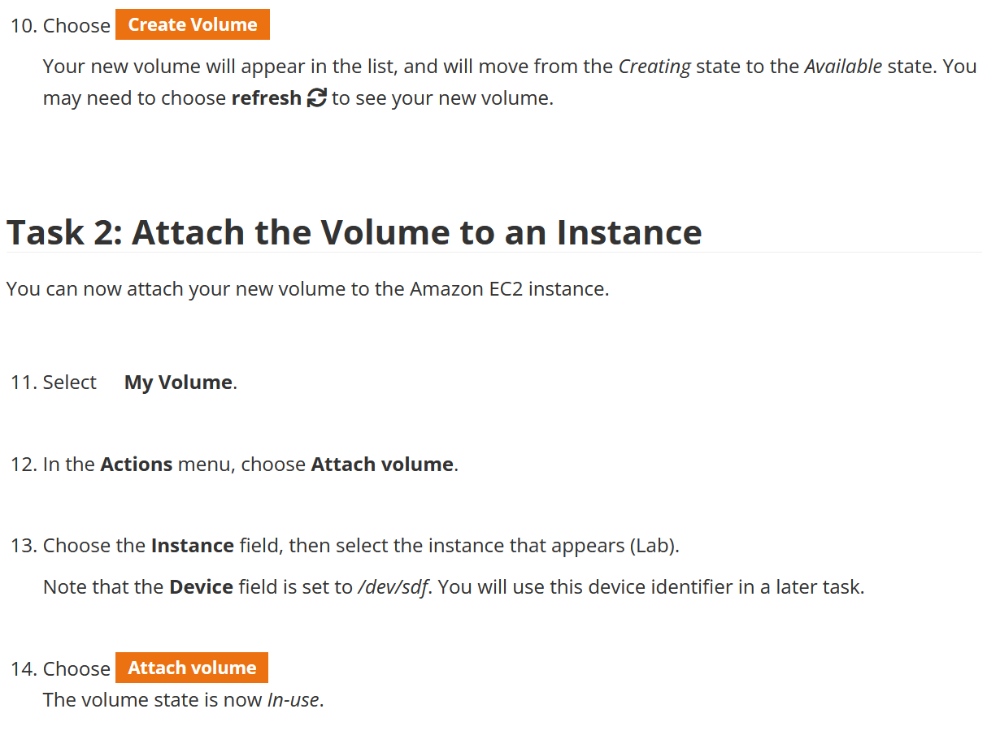 10. Choose Create Volume
Your new volume will appear in the list, and will move from the Creating state to the Available state. You
may need to choose refresh to see your new volume.
Task 2: Attach the Volume to an Instance
You can now attach your new volume to the Amazon EC2 instance.
11. Select My Volume.
12. In the Actions menu, choose Attach volume.
13. Choose the Instance field, then select the instance that appears (Lab).
Note that the Device field is set to /dev/sdf. You will use this device identifier in a later task.
14. Choose Attach volume
The volume state is now In-use.